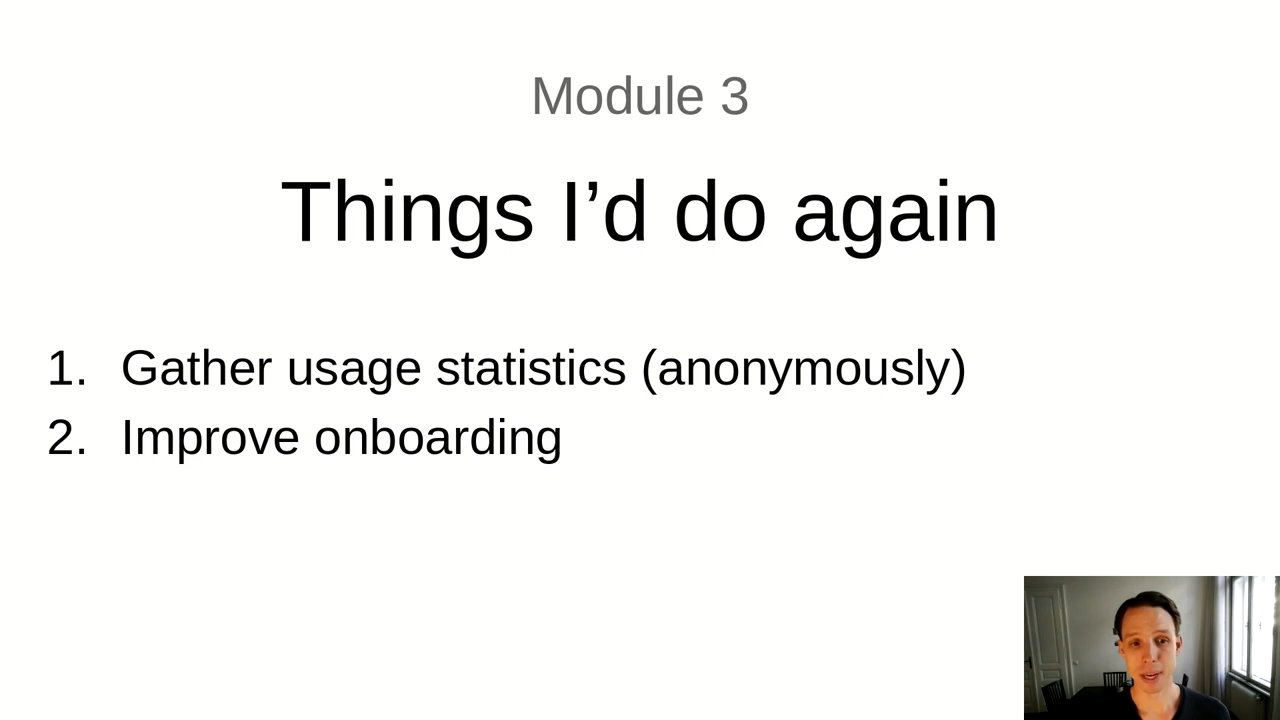 Module 3
Things I’d do again
1. Gather usage statistics (anonymously)
2. Improve onboarding